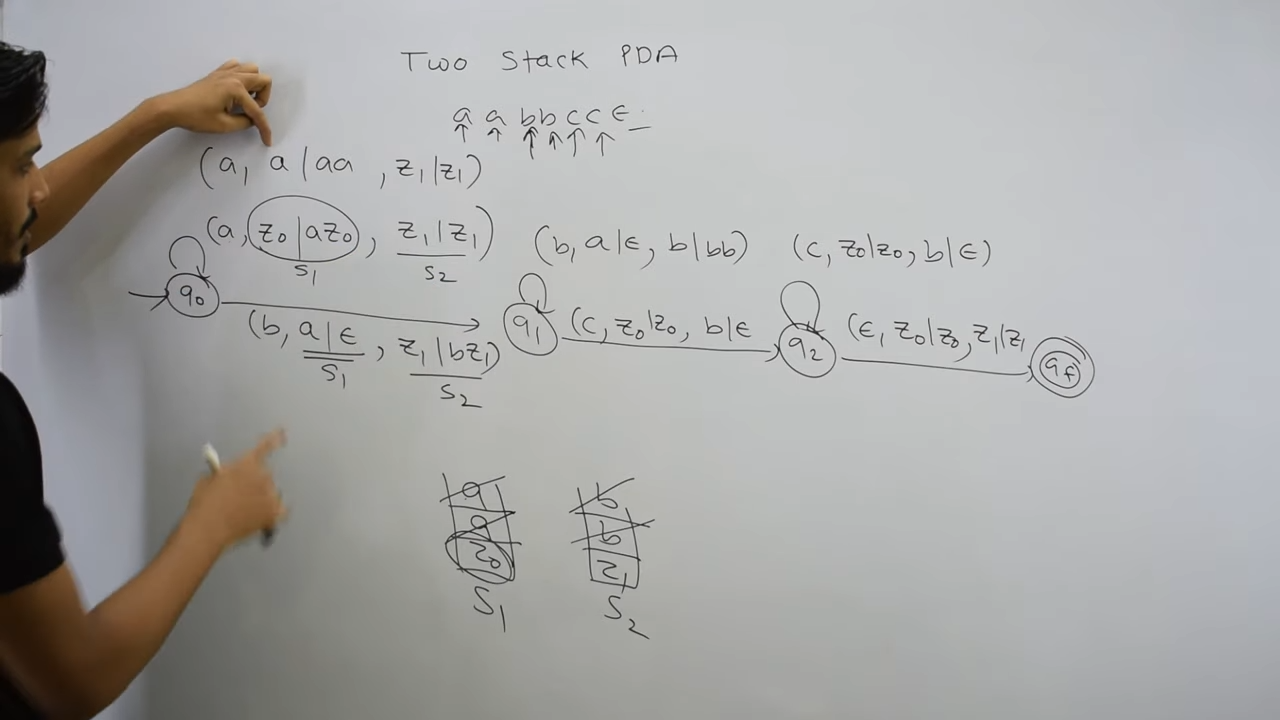 Two Stack PDA
a a b b c c ε
(a, a | aa , z₁|z₁)
(a, z₀ | az₀ , z₁ | z₁)
S₁ S₂
(b, a|ε, b|bb)
(c, z₀|z₀, b|ε)
q₀
(b, a | ε , z₁ | bz₁)
S₁ S₂
q₁
(c, z₀|z₀, b|ε
q₂
(ε, z₀|z₀, z₁|z₁
qf
a b
a b
z₀ z₁
S₁ S₂